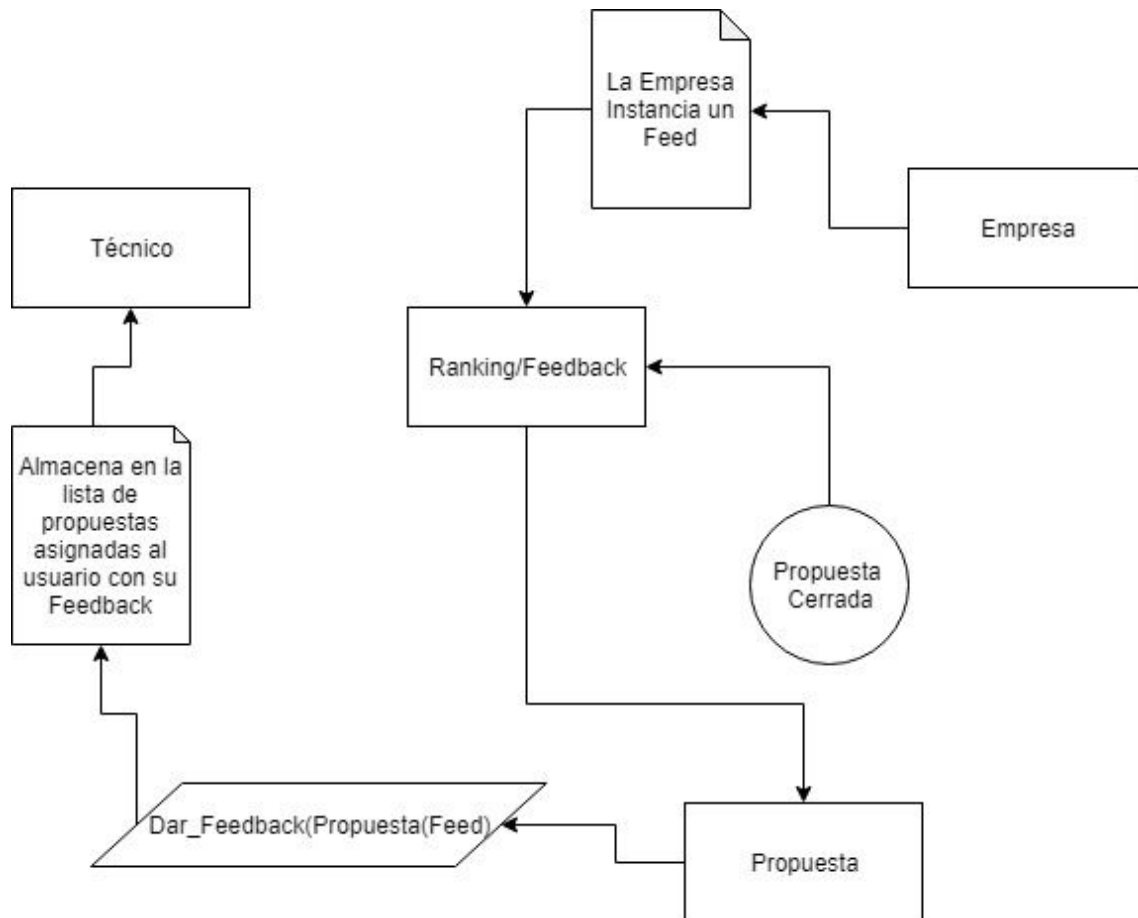 La Empresa
Instancia un
Feed
Empresa
Técnico
Ranking/Feedback
Almacena en la
lista de
propuestas
asignadas al
usuario con su
Feedback
Propuesta
Cerrada
Dar_Feedback(Propuesta(Feed)
Propuesta